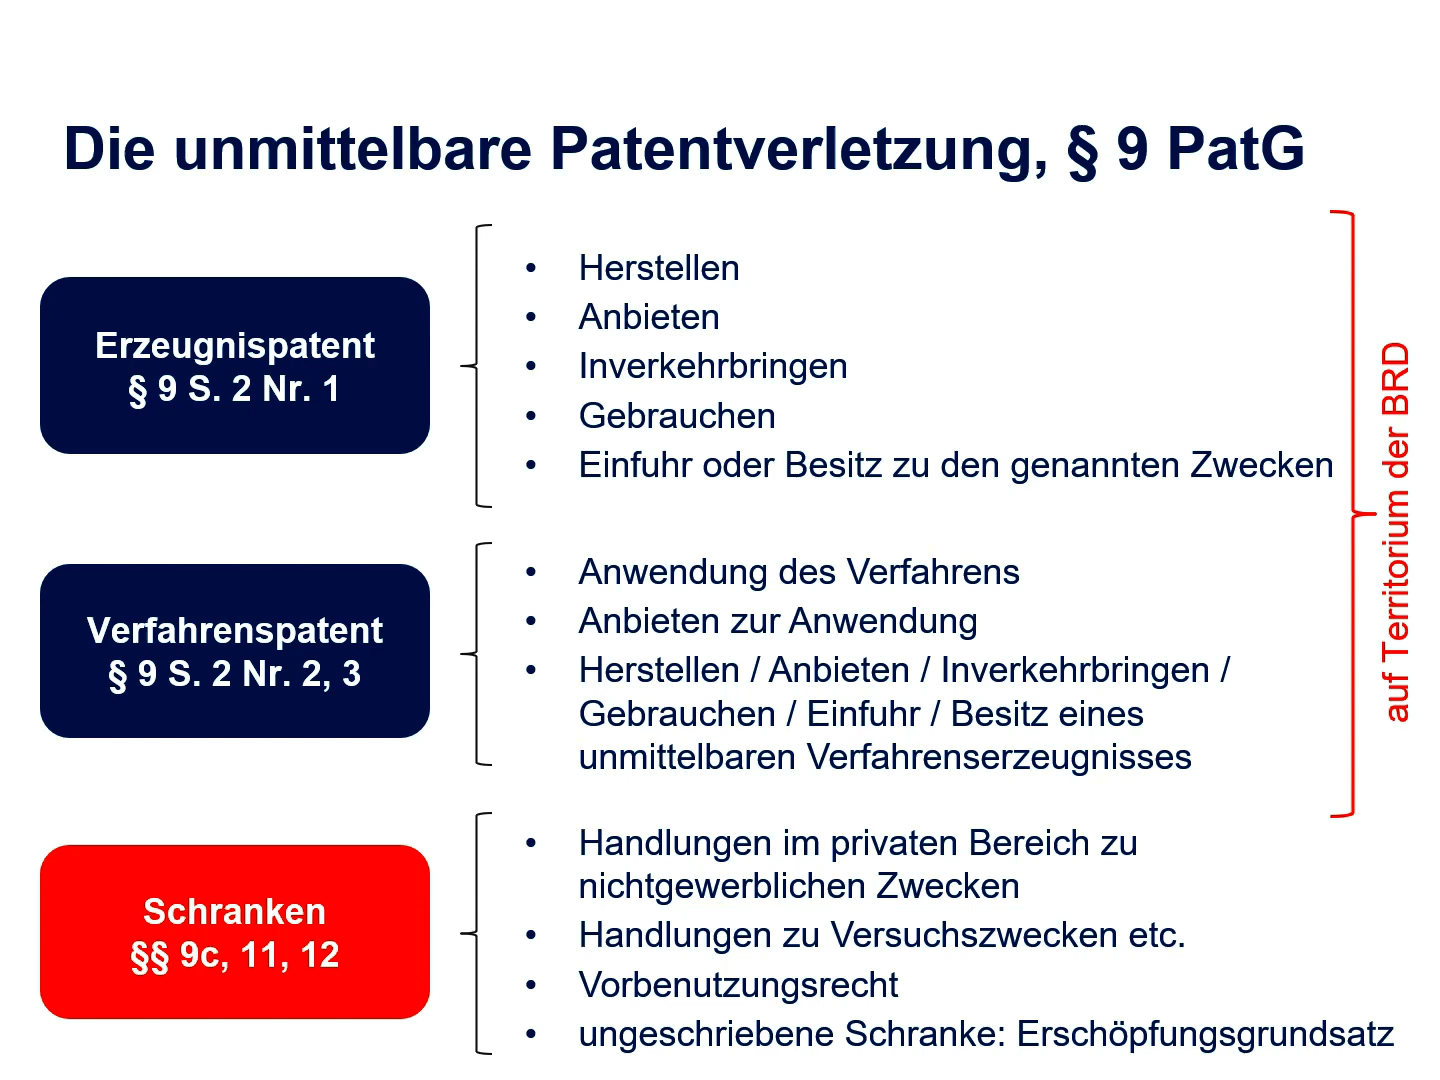 Die unmittelbare Patentverletzung, § 9 PatG
Erzeugnispatent
§ 9 S. 2 Nr. 1
• Herstellen
• Anbieten
• Inverkehrbringen
• Gebrauchen
• Einfuhr oder Besitz zu den genannten Zwecken
Verfahrenspatent
§ 9 S. 2 Nr. 2, 3
• Anwendung des Verfahrens
• Anbieten zur Anwendung
• Herstellen / Anbieten / Inverkehrbringen /
Gebrauchen / Einfuhr / Besitz eines
unmittelbaren Verfahrenserzeugnisses
auf Territorium der BRD
Schranken
§§ 9c, 11, 12
• Handlungen im privaten Bereich zu
nichtgewerblichen Zwecken
• Handlungen zu Versuchszwecken etc.
• Vorbenutzungsrecht
• ungeschriebene Schranke: Erschöpfungsgrundsatz